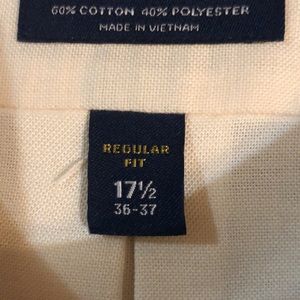 60% COTTON 40% POLYESTER
MADE IN VIETNAM
REGULAR
FIT
17½
36-37